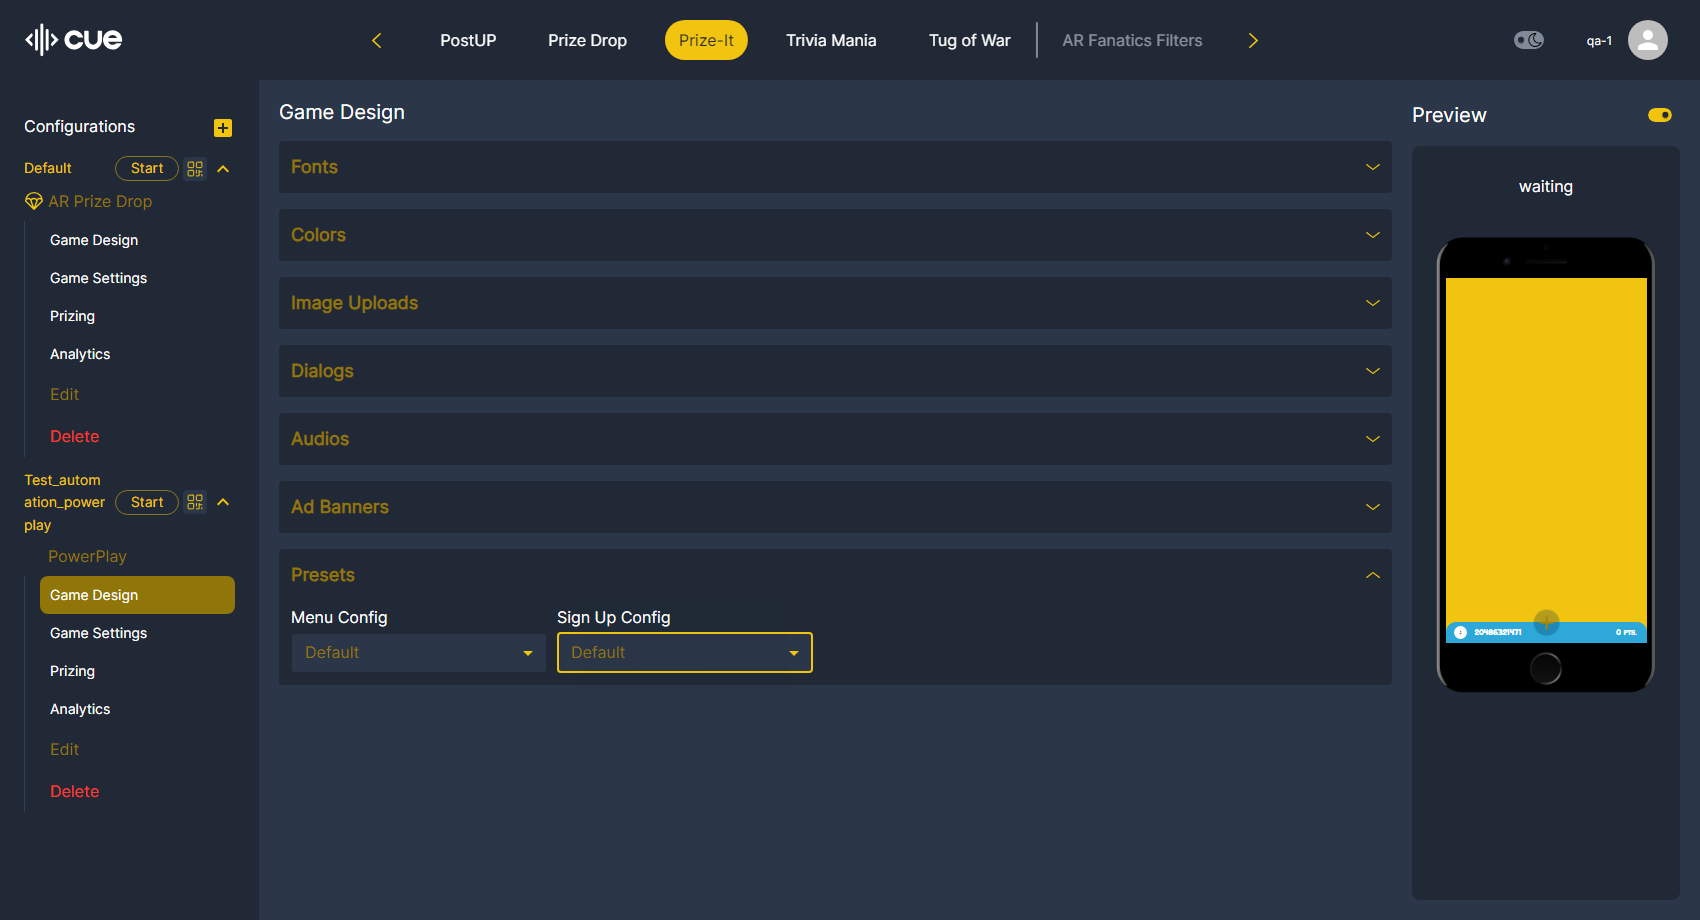 cue
PostUP
Prize Drop
Prize-It
Trivia Mania
Tug of War
AR Fanatics Filters
qa-1
Configurations
Default
Start
AR Prize Drop
Game Design
Game Settings
Prizing
Analytics
Edit
Delete
Test_autom
ation_power
play
Start
PowerPlay
Game Design
Game Settings
Prizing
Analytics
Edit
Delete
Game Design
Fonts
Colors
Image Uploads
Dialogs
Audios
Ad Banners
Presets
Menu Config
Sign Up Config
Default
Default
Preview
waiting
20486321471
0 PTS.